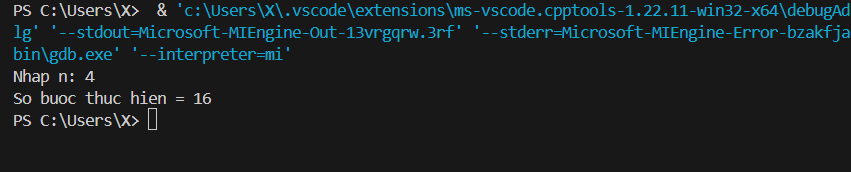 PS C:\Users\X>  & 'c:\Users\X\.vscode\extensions\ms-vscode.cpptools-1.22.11-win32-x64\debugAd
lg' '--stdout=Microsoft-MIEngine-Out-13vrgqrw.3rf' '--stderr=Microsoft-MIEngine-Error-bzakfja
bin\gdb.exe' '--interpreter=mi'
Nhap n: 4
So buoc thuc hien = 16
PS C:\Users\X>